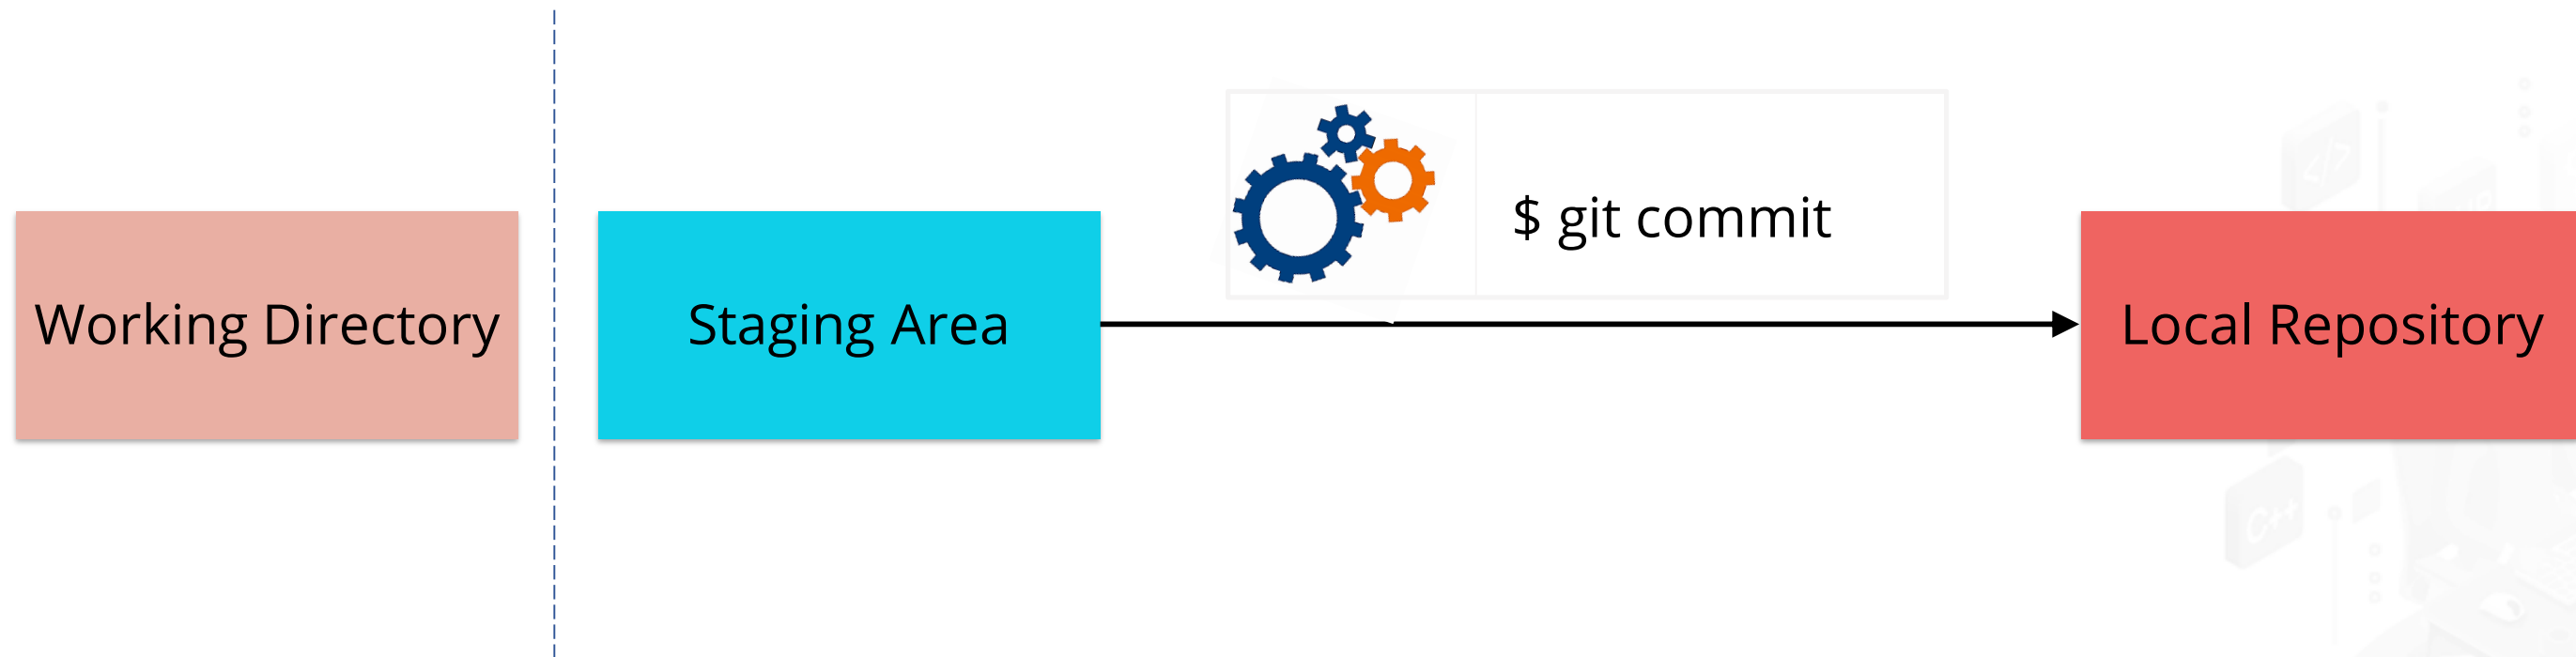 $ git commit
Working Directory
Staging Area
Local Repository
</>
C++